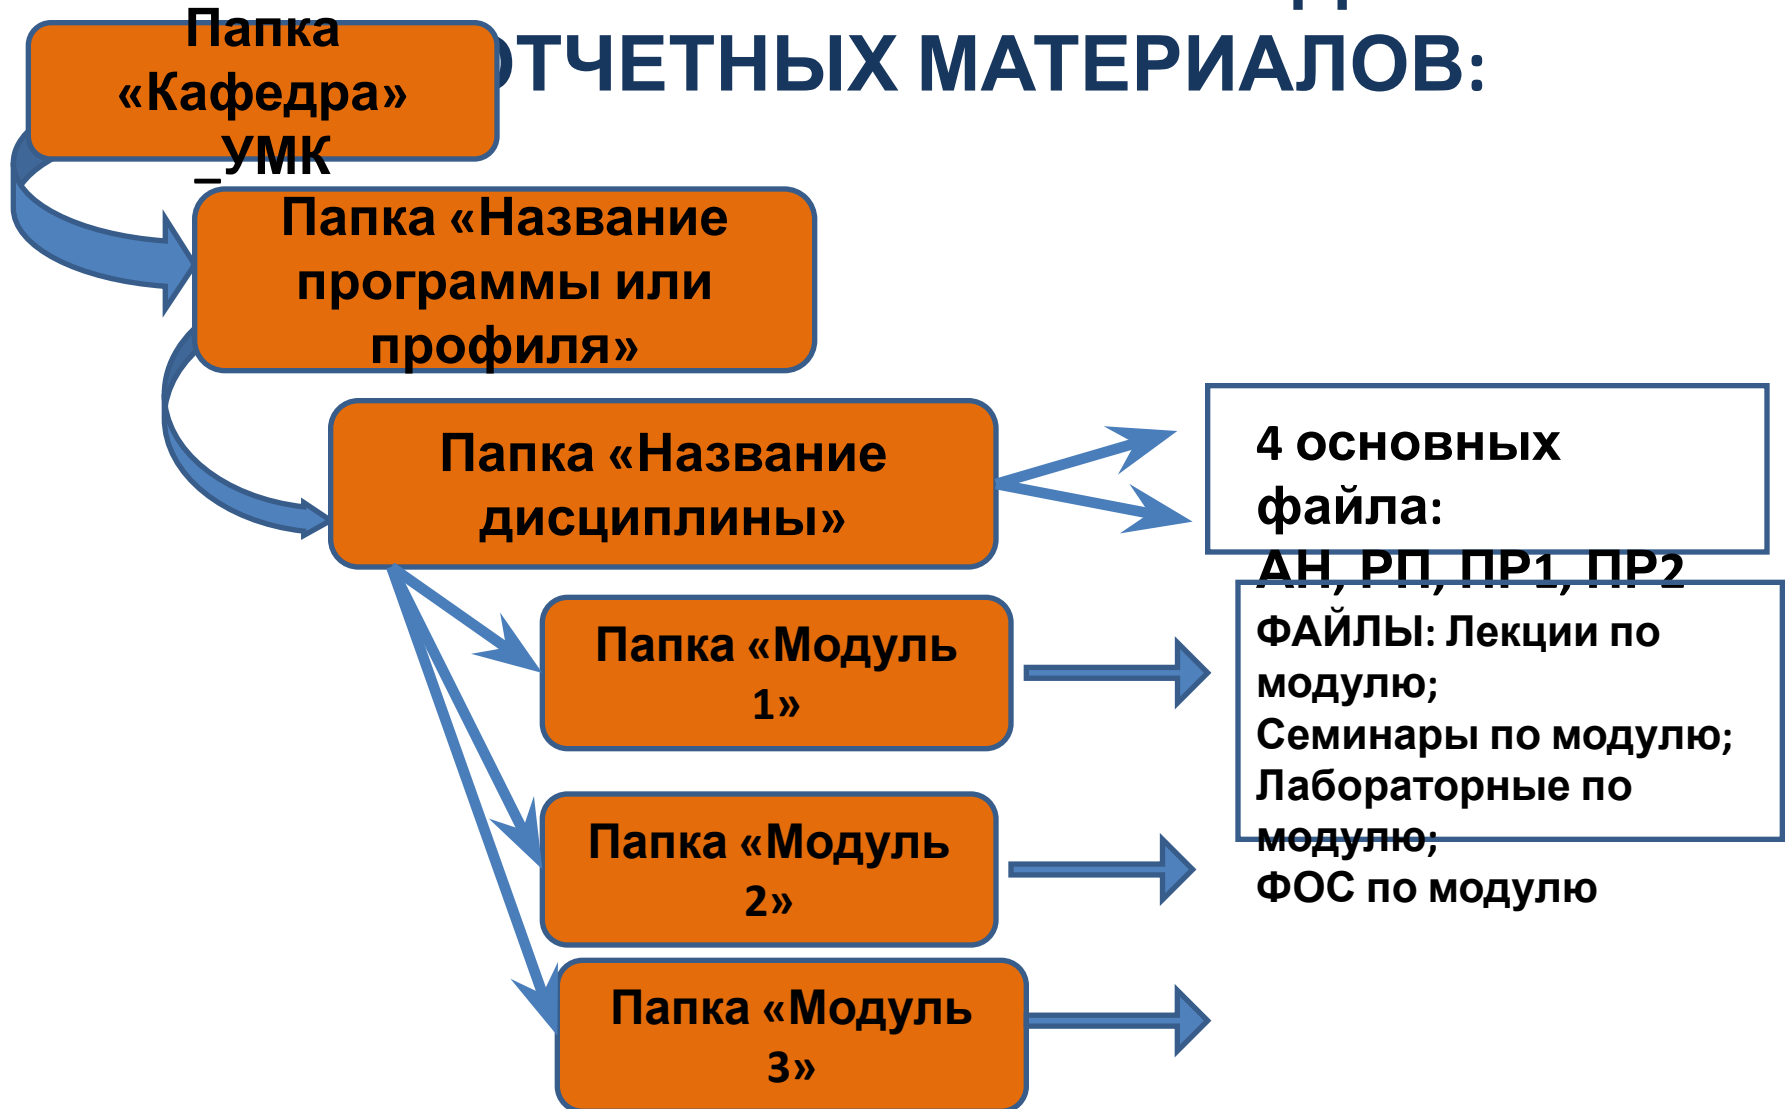 ОТЧЕТНЫХ МАТЕРИАЛОВ:
Папка
«Кафедра»
_УМК
Папка «Название
программы или
профиля»
Папка «Название
дисциплины»
4 основных
файла:
АН, РП, ПР1, ПР2
Папка «Модуль
1»
ФАЙЛЫ: Лекции по
модулю;
Семинары по модулю;
Лабораторные по
модулю;
ФОС по модулю
Папка «Модуль
2»
Папка «Модуль
3»